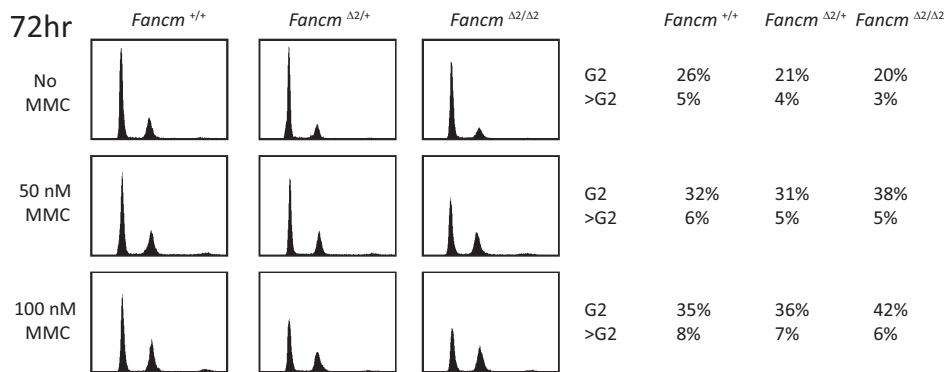 72hr
Fancm +/+ Fancm Δ2/+ Fancm Δ2/Δ2 Fancm +/+ Fancm Δ2/+ Fancm Δ2/Δ2
No
MMC
G2 26% 21% 20%
>G2 5% 4% 3%
50 nM
MMC
G2 32% 31% 38%
>G2 6% 5% 5%
100 nM
MMC
G2 35% 36% 42%
>G2 8% 7% 6%